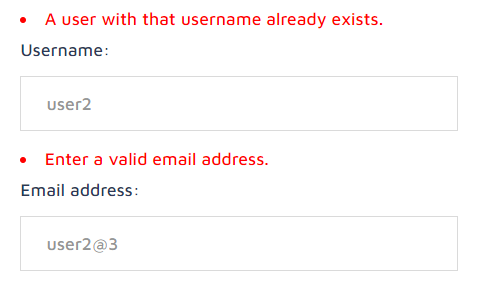 • A user with that username already exists.
Username:
user2
• Enter a valid email address.
Email address:
user2@3